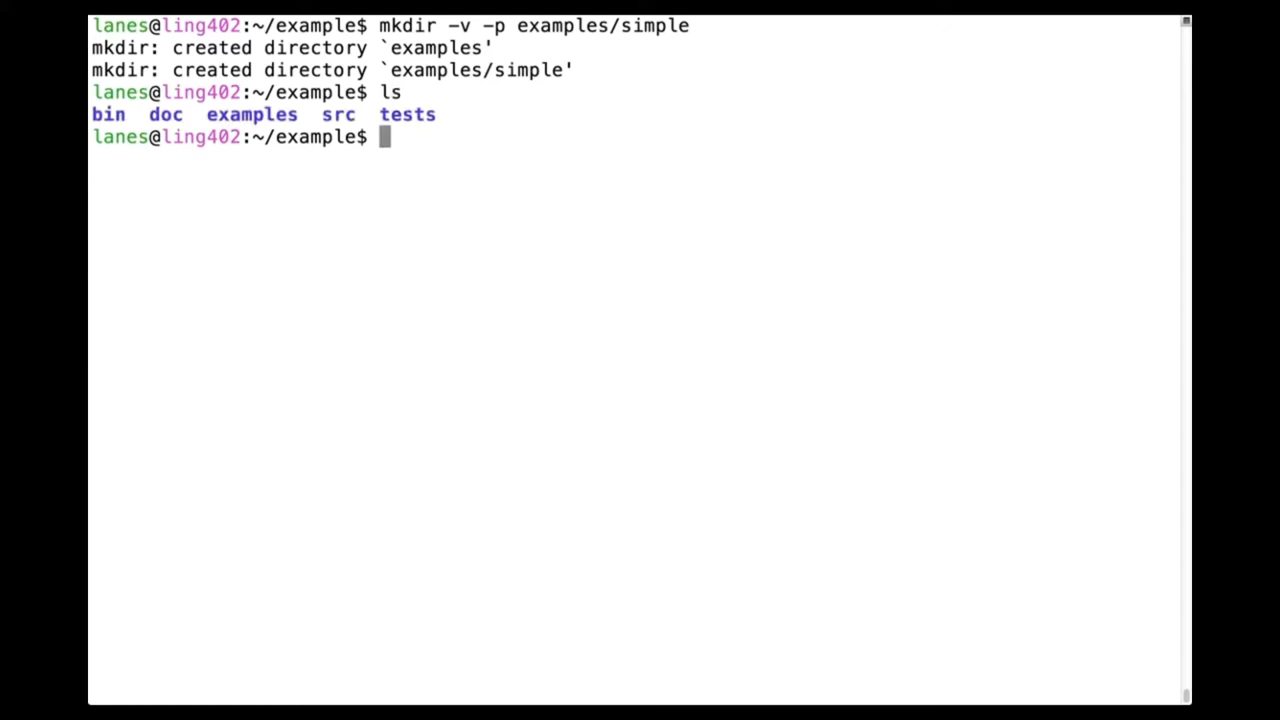 lanes@ling402:~/example$ mkdir -v -p examples/simple
mkdir: created directory `examples'
mkdir: created directory `examples/simple'
lanes@ling402:~/example$ ls
bin  doc  examples  src  tests
lanes@ling402:~/example$